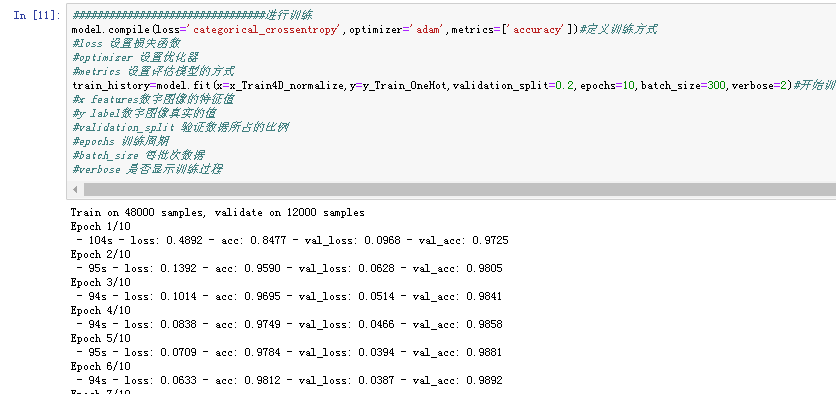 In [11]:
##################################进行训练
model.compile(loss='categorical_crossentropy',optimizer='adam',metrics=['accuracy'])#定义训练方式
#loss 设置损失函数
#optimizer 设置优化器
#metrics 设置评估模型的方式
train_history=model.fit(x=x_Train4D_normalize,y=y_Train_OneHot,validation_split=0.2,epochs=10,batch_size=300,verbose=2)#开始训
#x features数字图像的特征值
#y label数字图像真实的值
#validation_split 验证数据所占的比例
#epochs 训练周期
#batch_size 每批次数据
#verbose 是否显示训练过程
Train on 48000 samples, validate on 12000 samples
Epoch 1/10
 - 104s - loss: 0.4892 - acc: 0.8477 - val_loss: 0.0968 - val_acc: 0.9725
Epoch 2/10
 - 95s - loss: 0.1392 - acc: 0.9590 - val_loss: 0.0628 - val_acc: 0.9805
Epoch 3/10
 - 94s - loss: 0.1014 - acc: 0.9695 - val_loss: 0.0514 - val_acc: 0.9841
Epoch 4/10
 - 94s - loss: 0.0838 - acc: 0.9749 - val_loss: 0.0466 - val_acc: 0.9858
Epoch 5/10
 - 95s - loss: 0.0709 - acc: 0.9784 - val_loss: 0.0394 - val_acc: 0.9881
Epoch 6/10
 - 94s - loss: 0.0633 - acc: 0.9812 - val_loss: 0.0387 - val_acc: 0.9892
Epoch 7/10